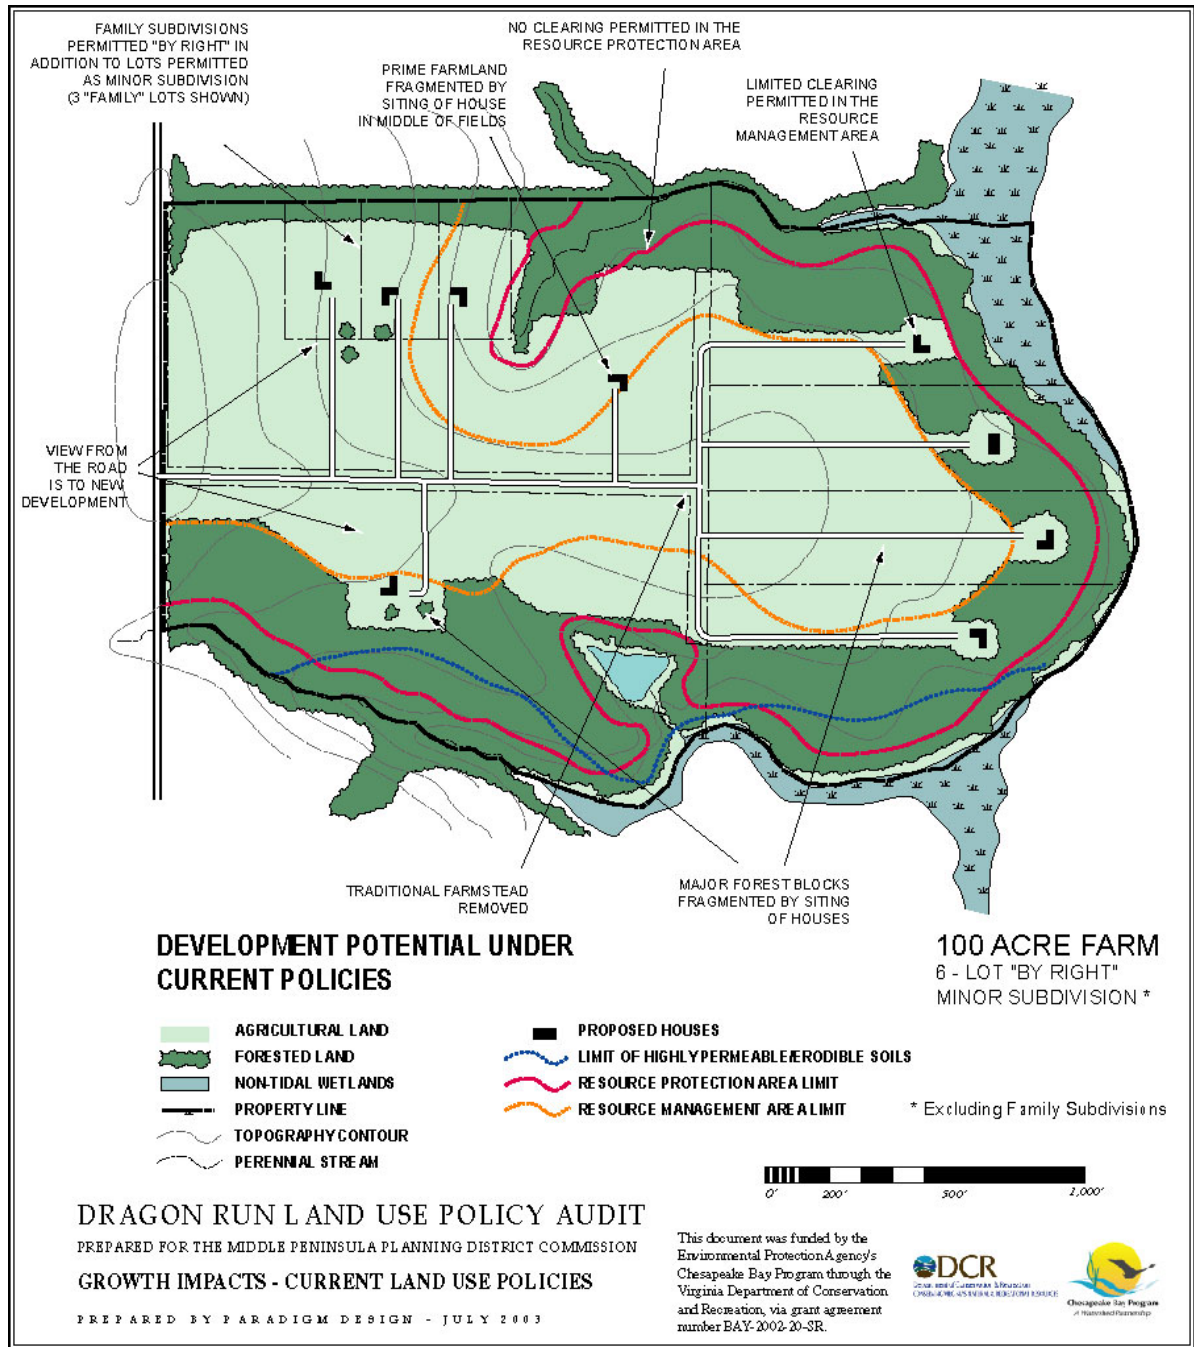 FAMILY SUBDIVISIONS
PERMITTED "BY RIGHT" IN
ADDITION TO LOTS PERMITTED
AS MINOR SUBDIVISION
(3 "FAMILY" LOTS SHOWN)
NO CLEARING PERMITTED IN THE
RESOURCE PROTECTION AREA
PRIME FARMLAND
FRAGMENTED BY
SITING OF HOUSE
IN MIDDLE OF FIELDS
LIMITED CLEARING
PERMITTED IN THE
RESOURCE
MANAGEMENT AREA
VIEW FROM
THE ROAD
IS TO NEW
DEVELOPMENT
TRADITIONAL FARMSTEAD
REMOVED
MAJOR FOREST BLOCKS
FRAGMENTED BY SITING
OF HOUSES
DEVELOPMENT POTENTIAL UNDER
CURRENT POLICIES
100 ACRE FARM
6 - LOT "BY RIGHT"
MINOR SUBDIVISION *
AGRICULTURAL LAND
FORESTED LAND
NON-TIDAL WETLANDS
PROPERTY LINE
TOPOGRAPHY CONTOUR
PERENNIAL STREAM
PROPOSED HOUSES
LIMIT OF HIGHLY PERMEABLE/ERODIBLE SOILS
RESOURCE PROTECTION AREA LIMIT
RESOURCE MANAGEMENT AREA LIMIT
* Excluding Family Subdivisions
0' 200' 500' 1,000'
DRAGON RUN LAND USE POLICY AUDIT
PREPARED FOR THE MIDDLE PENINSULA PLANNING DISTRICT COMMISSION
GROWTH IMPACTS - CURRENT LAND USE POLICIES
PREPARED BY PARADIGM DESIGN - JULY 2003
This document was funded by the
Environmental Protection Agency's
Chesapeake Bay Program through the
Virginia Department of Conservation
and Recreation, via grant agreement
number BAY-2002-20-SR.
DCR
Department of Conservation & Recreation
Chesapeake Bay Program
A Watershed Partnership